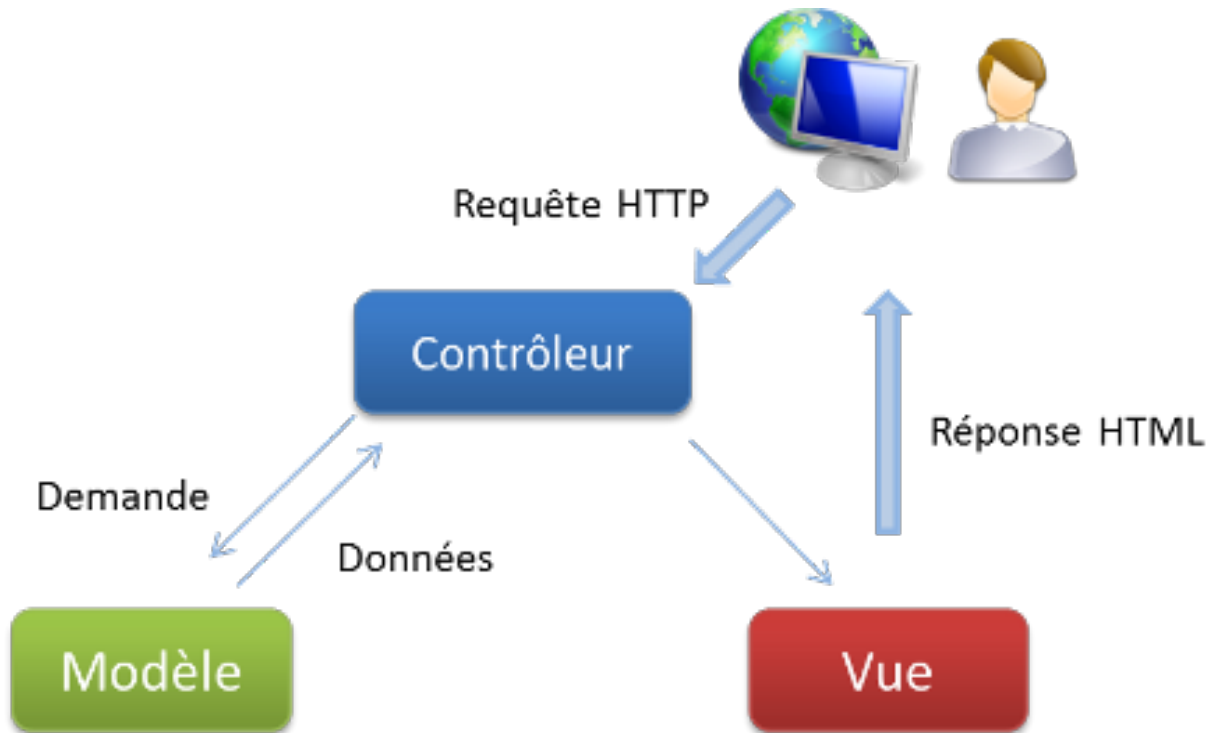 Requête HTTP
Contrôleur
Réponse HTML
Demande
Données
Modèle
Vue